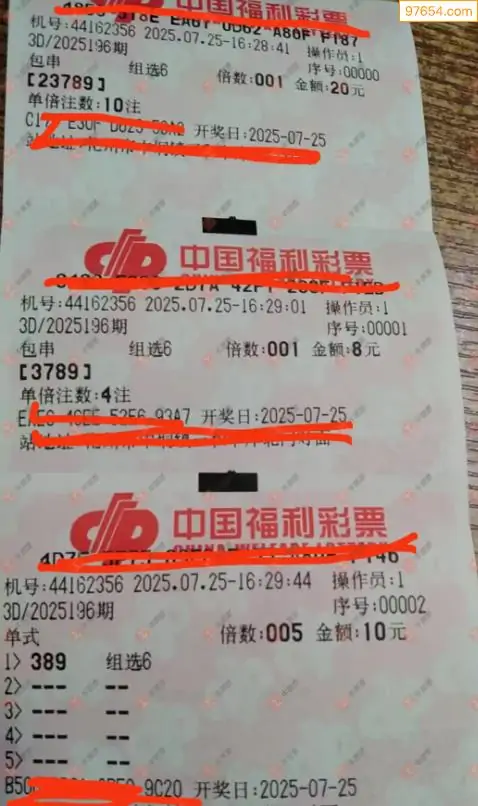 97654.com
中国福利彩票
机号:44162356 2025.07.25-16:28:41 操作员:1
3D/2025196期 序号:00000
包串 组选6 倍数:001 金额:20元
[23789]
单倍注数:10注
开奖日:2025-07-25
中国福利彩票
机号:44162356 2025.07.25-16:29:01 操作员:1
3D/2025196期 序号:00001
包串 组选6 倍数:001 金额:8元
[3789]
单倍注数:4注
93A7 开奖日:2025-07-25
中国福利彩票
机号:44162356 2025.07.25-16:29:44 操作员:1
3D/2025196期 序号:00002
单式 倍数:005 金额:10元
1> 389 组选6
2> --- --
3> --- --
4> --- --
5> --- --
9C20 开奖日:2025-07-25